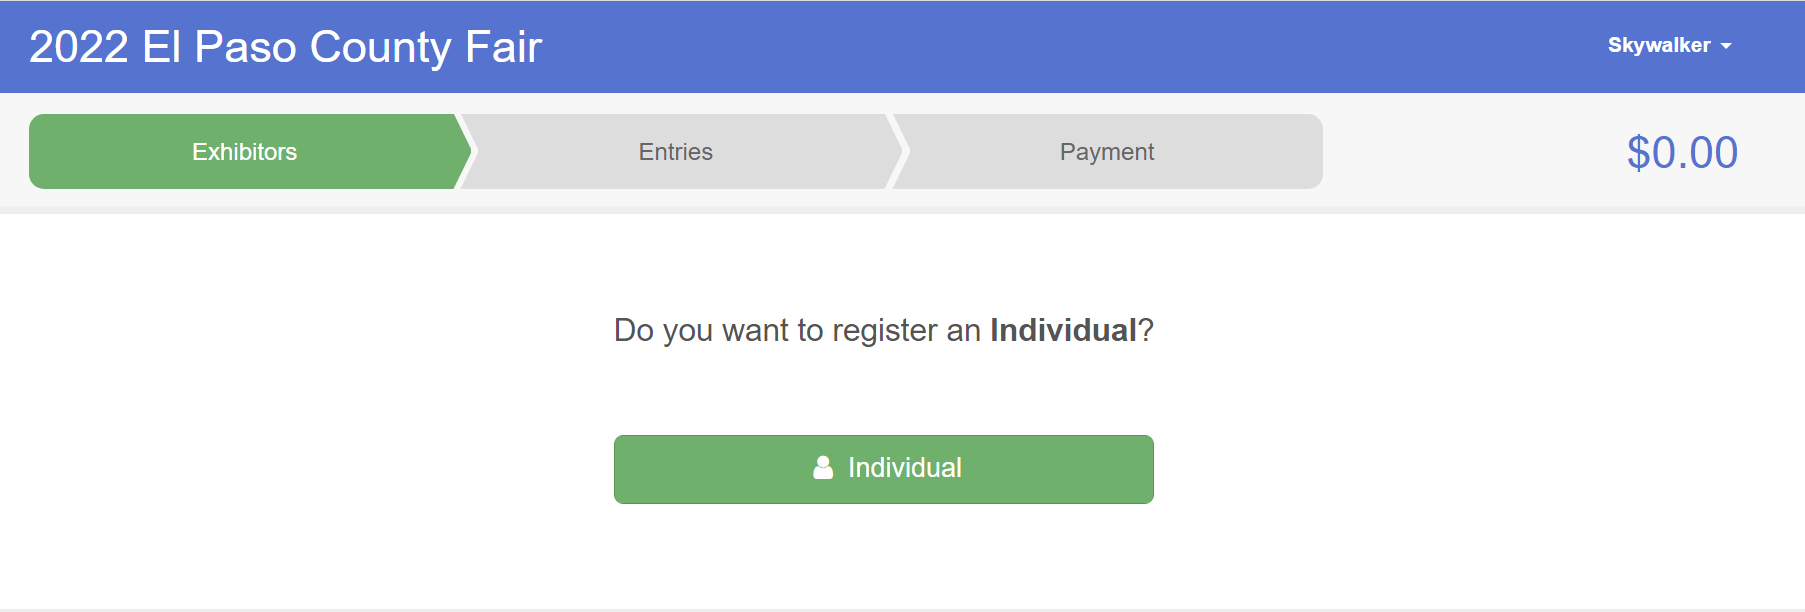 2022 El Paso County Fair
Skywalker
Exhibitors
Entries
Payment
$0.00
Do you want to register an Individual?
Individual